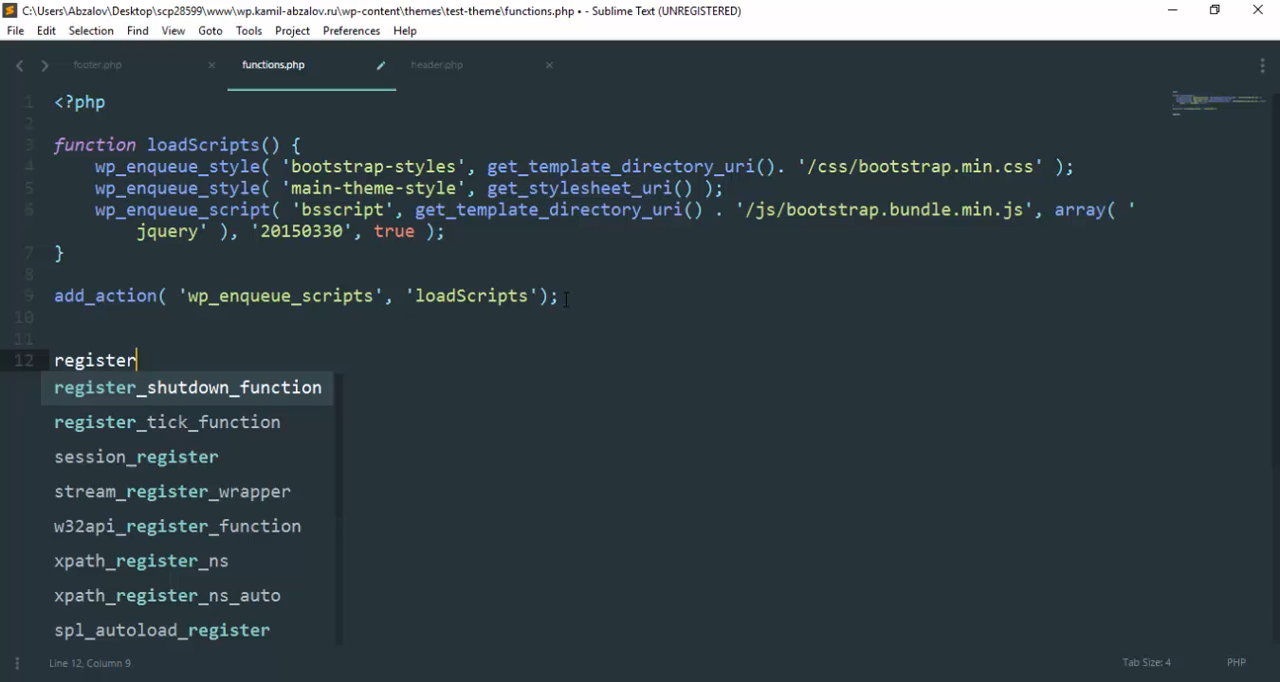 C:\Users\Abzalov\Desktop\scp28599\www\wp.kamil-abzalov.ru\wp-content\themes\test-theme\functions.php • - Sublime Text (UNREGISTERED)
File Edit Selection Find View Goto Tools Project Preferences Help
footer.php functions.php header.php
1 <?php
2
3 function loadScripts() {
4 wp_enqueue_style( 'bootstrap-styles', get_template_directory_uri(). '/css/bootstrap.min.css' );
5 wp_enqueue_style( 'main-theme-style', get_stylesheet_uri() );
6 wp_enqueue_script( 'bsscript', get_template_directory_uri() . '/js/bootstrap.bundle.min.js', array( '
jquery' ), '20150330', true );
7 }
8
9 add_action( 'wp_enqueue_scripts', 'loadScripts');
10
11
12 register
register_shutdown_function
register_tick_function
session_register
stream_register_wrapper
w32api_register_function
xpath_register_ns
xpath_register_ns_auto
spl_autoload_register
Line 12, Column 9 Tab Size: 4 PHP